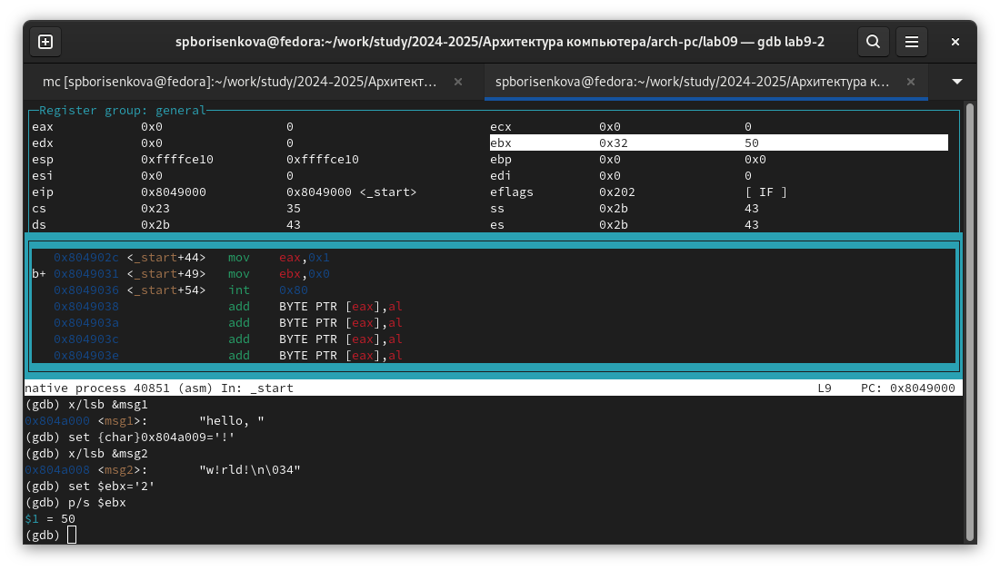 spborisenkova@fedora:~/work/study/2024-2025/Архитектура компьютера/arch-pc/lab09 — gdb lab9-2
mc [spborisenkova@fedora]:~/work/study/2024-2025/Архитект...
spborisenkova@fedora:~/work/study/2024-2025/Архитектура к...
Register group: general
eax 0x0 0 ecx 0x0 0
edx 0x0 0 ebx 0x32 50
esp 0xffffce10 0xffffce10 ebp 0x0 0x0
esi 0x0 0 edi 0x0 0
eip 0x8049000 0x8049000 <_start> eflags 0x202 [ IF ]
cs 0x23 35 ss 0x2b 43
ds 0x2b 43 es 0x2b 43
0x804902c <_start+44> mov eax,0x1
b+ 0x8049031 <_start+49> mov ebx,0x0
0x8049036 <_start+54> int 0x80
0x8049038 add BYTE PTR [eax],al
0x804903a add BYTE PTR [eax],al
0x804903c add BYTE PTR [eax],al
0x804903e add BYTE PTR [eax],al
native process 40851 (asm) In: _start L9 PC: 0x8049000
(gdb) x/lsb &msg1
0x804a000 <msg1>: "hello, "
(gdb) set {char}0x804a009='!'
(gdb) x/lsb &msg2
0x804a008 <msg2>: "w!rld!\n\034"
(gdb) set $ebx='2'
(gdb) p/s $ebx
$1 = 50
(gdb)